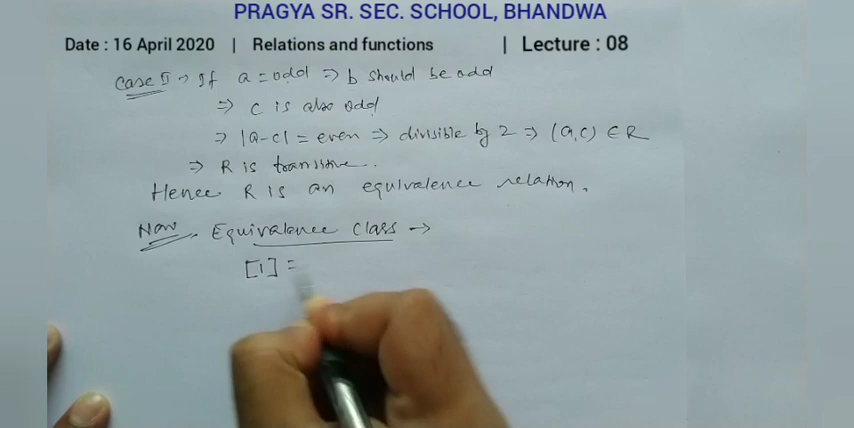 PRAGYA SR. SEC. SCHOOL, BHANDWA
Date : 16 April 2020 | Relations and functions | Lecture : 08
Case II → If a = odd ⇒ b should be odd
⇒ c is also odd
⇒ |a-c| = even ⇒ divisible by 2 ⇒ (a,c) ∈ R
⇒ R is transitive.
Hence R is an equivalence relation.
Now. Equivalence class →
[1] =